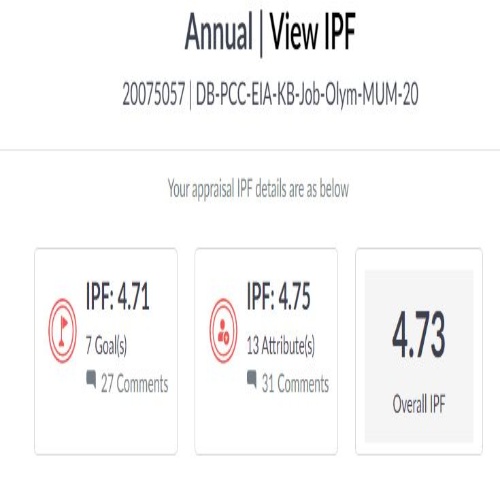 Annual | View IPF
20075057 | DB-PCC-EIA-KB-Job-Olym-MUM-20
Your appraisal IPF details are as below
IPF: 4.71
7 Goal(s)
27 Comments
IPF: 4.75
13 Attribute(s)
31 Comments
4.73
Overall IPF